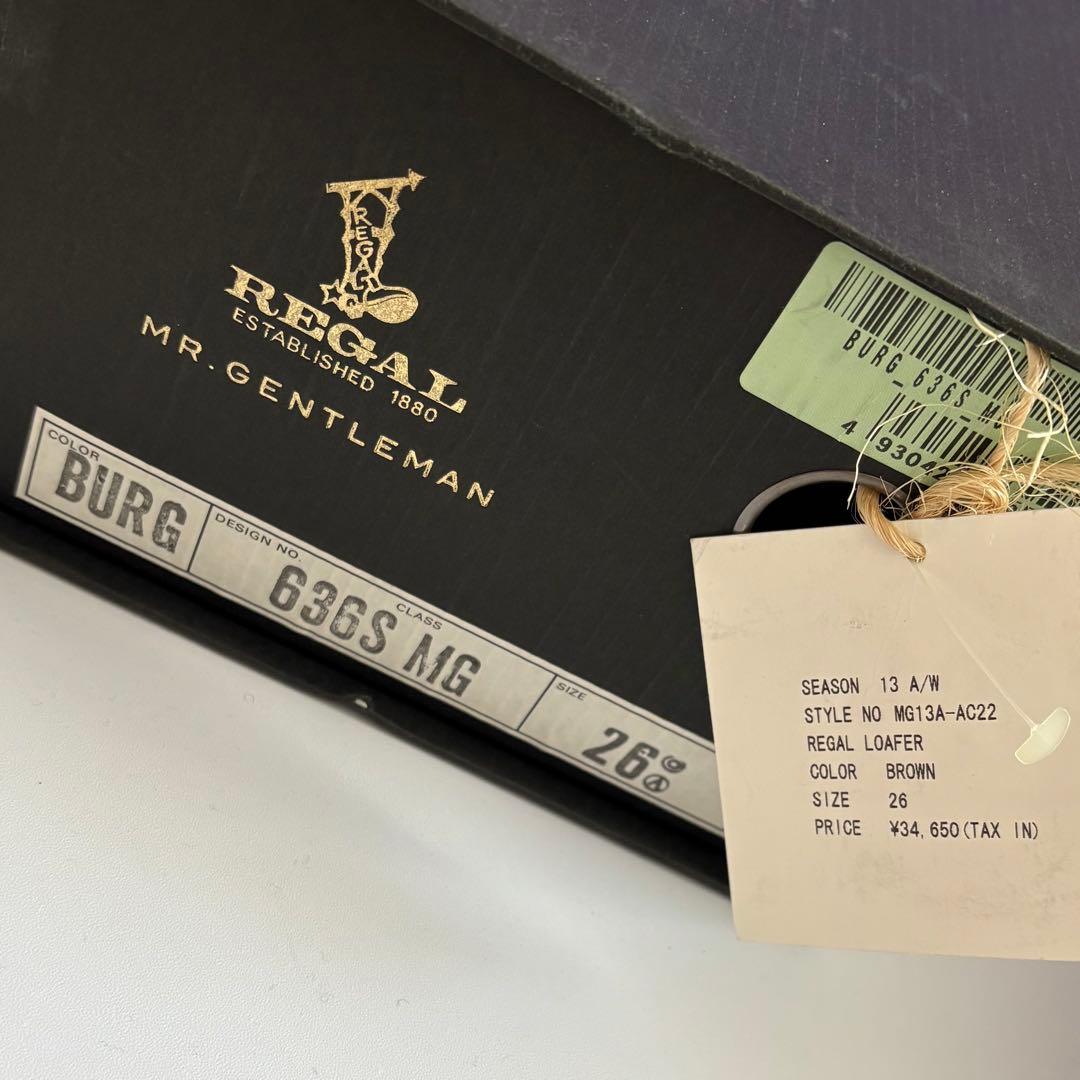 REGAL
REGAL
ESTABLISHED 1880
MR.GENTLEMAN
COLOR
BURG
DESIGN NO.
636S
CLASS
MG
SIZE
26
BURG_636S_M
4 93042
SEASON 13 A/W
STYLE NO MG13A-AC22
REGAL LOAFER
COLOR BROWN
SIZE 26
PRICE ¥34,650(TAX IN)